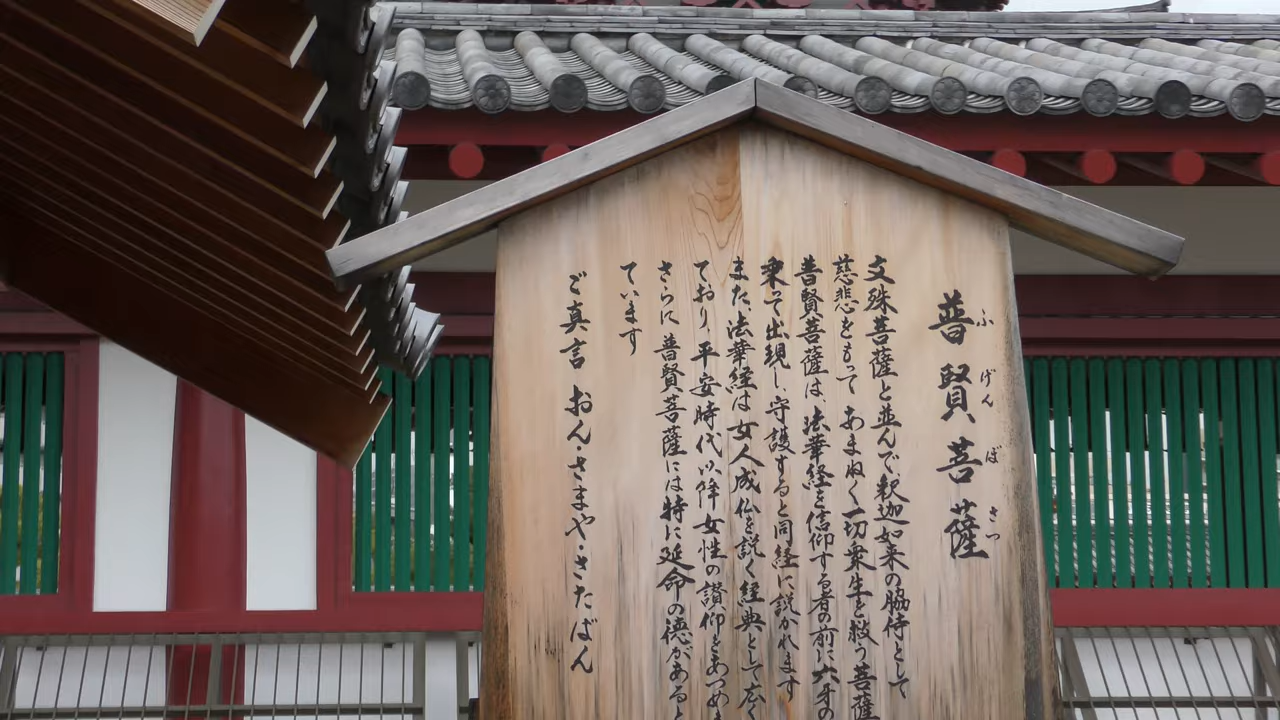 普賢菩薩
ふげんぼさつ
文殊菩薩と並んで釈迦如来の脇侍として
慈悲をもって あまねく一切衆生を救う菩薩
普賢菩薩は、法華経を信仰する者の前に六牙の
乗って出現し、守護すると同経に説かれます
また、法華経は女人成仏を説く経典として広く
ており、平安時代以降女性の讃仰をあつめま
さらに 普賢菩薩には特に延命の徳があると
ています
ご真言 おん・さまや・さたばん